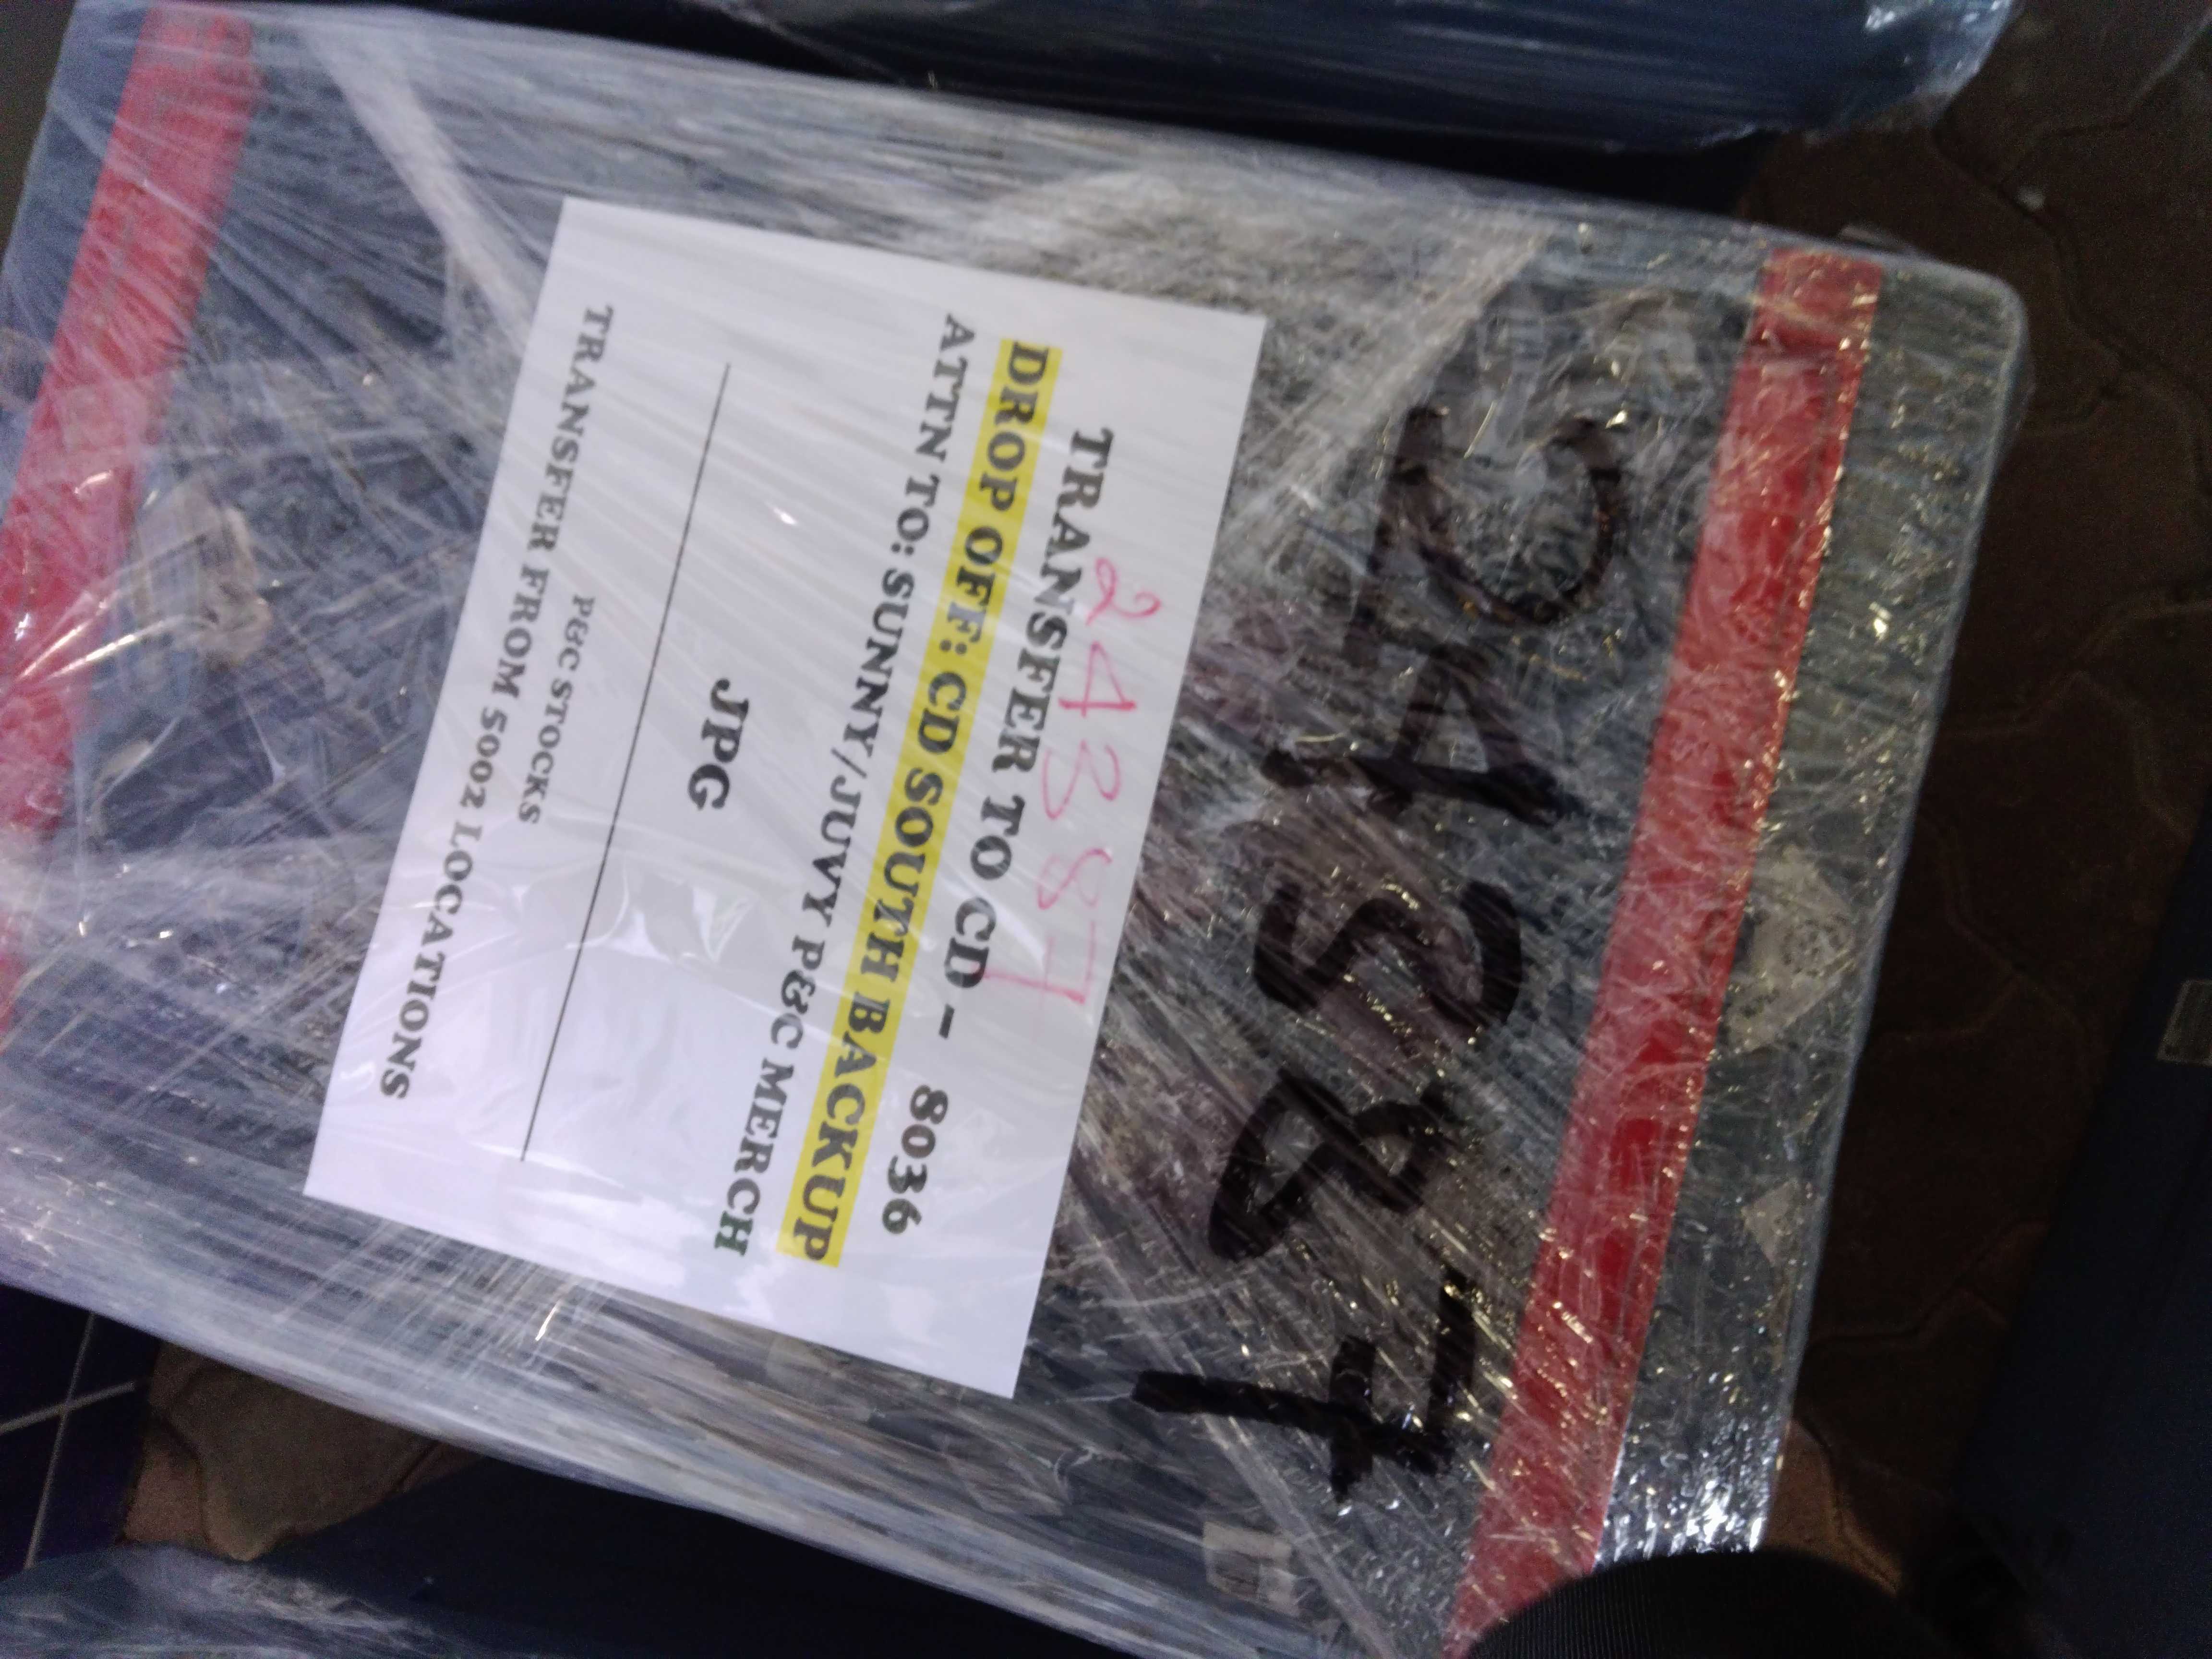 24387
24387
TRANSFER TO CD – 8036
DROP OFF: CD SOUTH BACKUP
ATTN TO: SUNNY/JUVY P&C MERCH
JPG
P&C STOCKS
TRANSFER FROM 5002 LOCATIONS